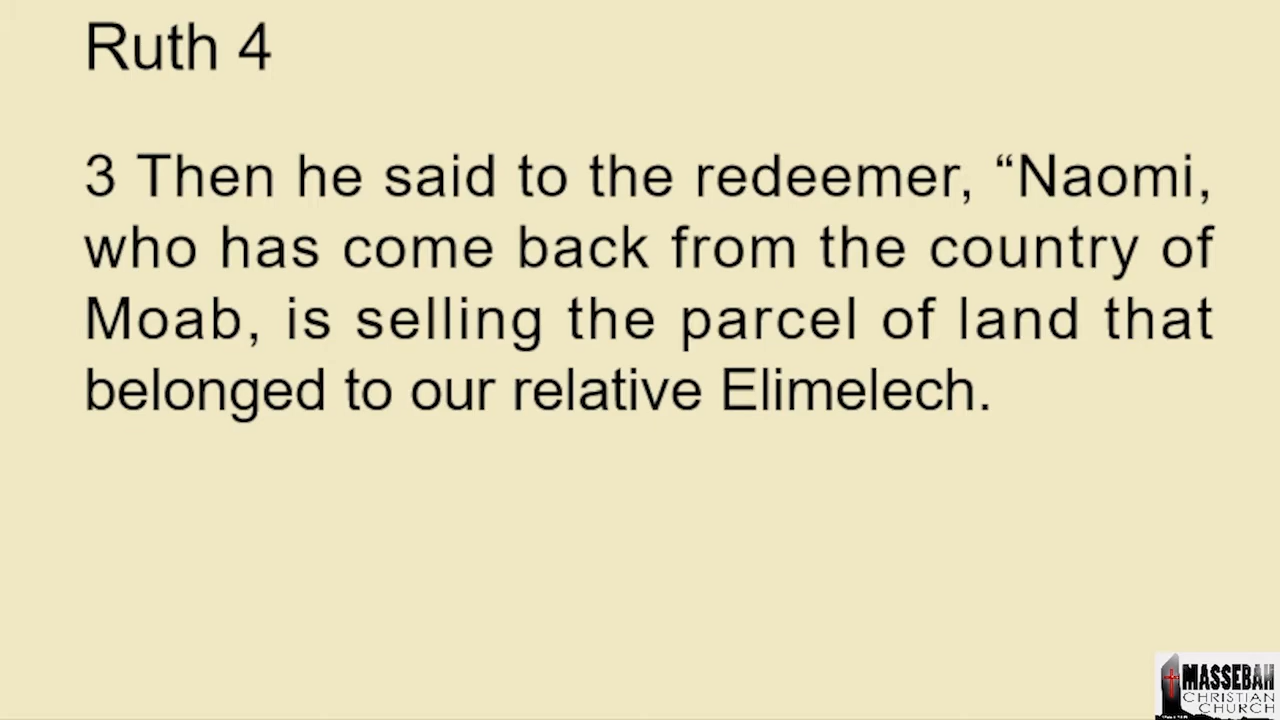 Ruth 4
3 Then he said to the redeemer, “Naomi,
who has come back from the country of
Moab, is selling the parcel of land that
belonged to our relative Elimelech.
MASSEBAH
CHRISTIAN
CHURCH